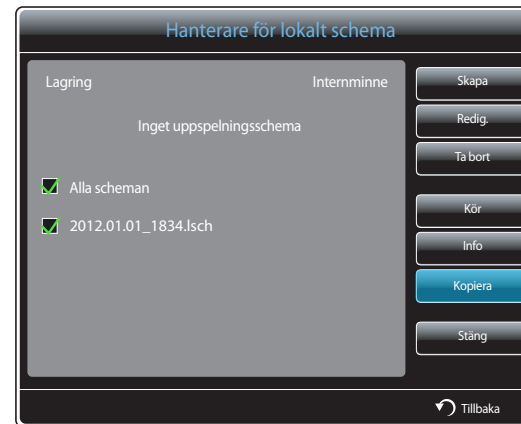 Hanterare för lokalt schema
Lagring Internminne
Inget uppspelningsschema
Alla scheman
2012.01.01_1834.lsch
Skapa
Redig.
Ta bort
Kör
Info
Kopiera
Stäng
Tillbaka